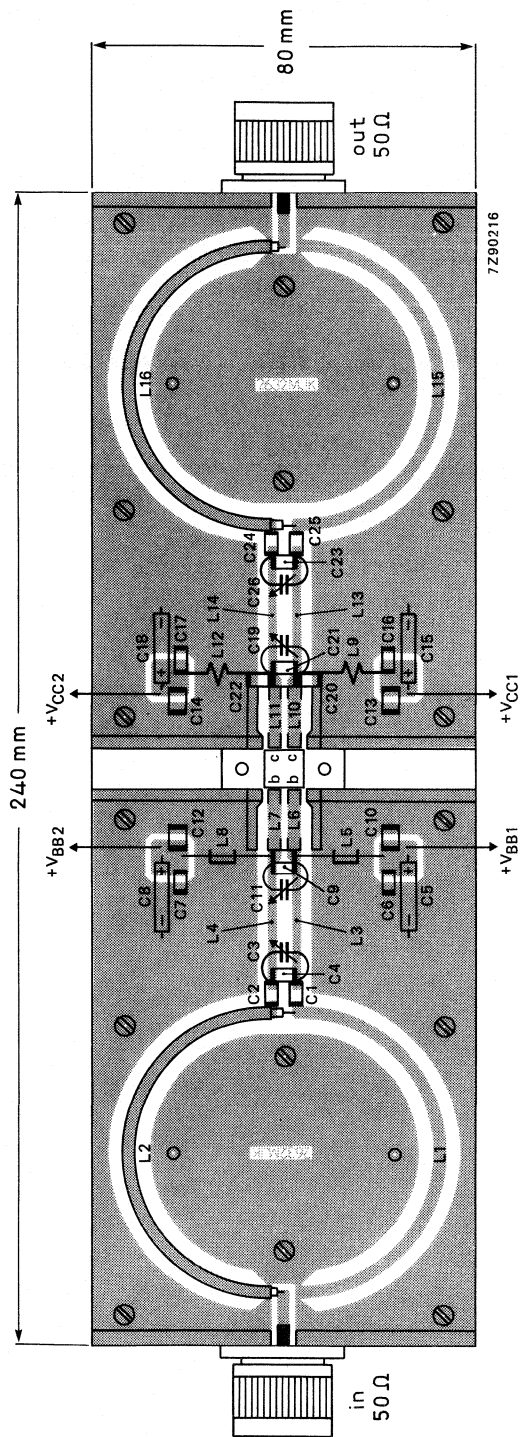 240 mm
80 mm
+VBB2
+VCC2
C18
C17
C14
L12
C12
C8
C7
L8
L2
L16
C2
C3
L4
C11
L7
L6
b c
b c
L11
L10
C22
C19
L14
C26
C24
C1
C4
L3
C9
C20
C21
L13
C23
C25
L5
L9
C6
C5
C10
C13
C16
C15
L1
L15
+VBB1
+VCC1
in
50 Ω
out
50 Ω
7Z90216